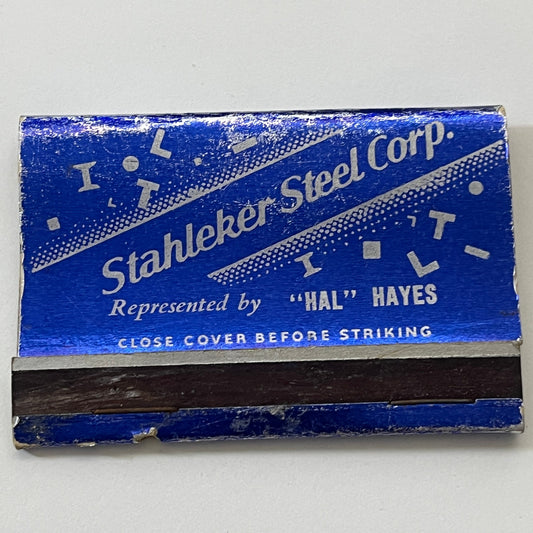 Stahleker Steel Corp.
Represented by "HAL" HAYES
CLOSE COVER BEFORE STRIKING